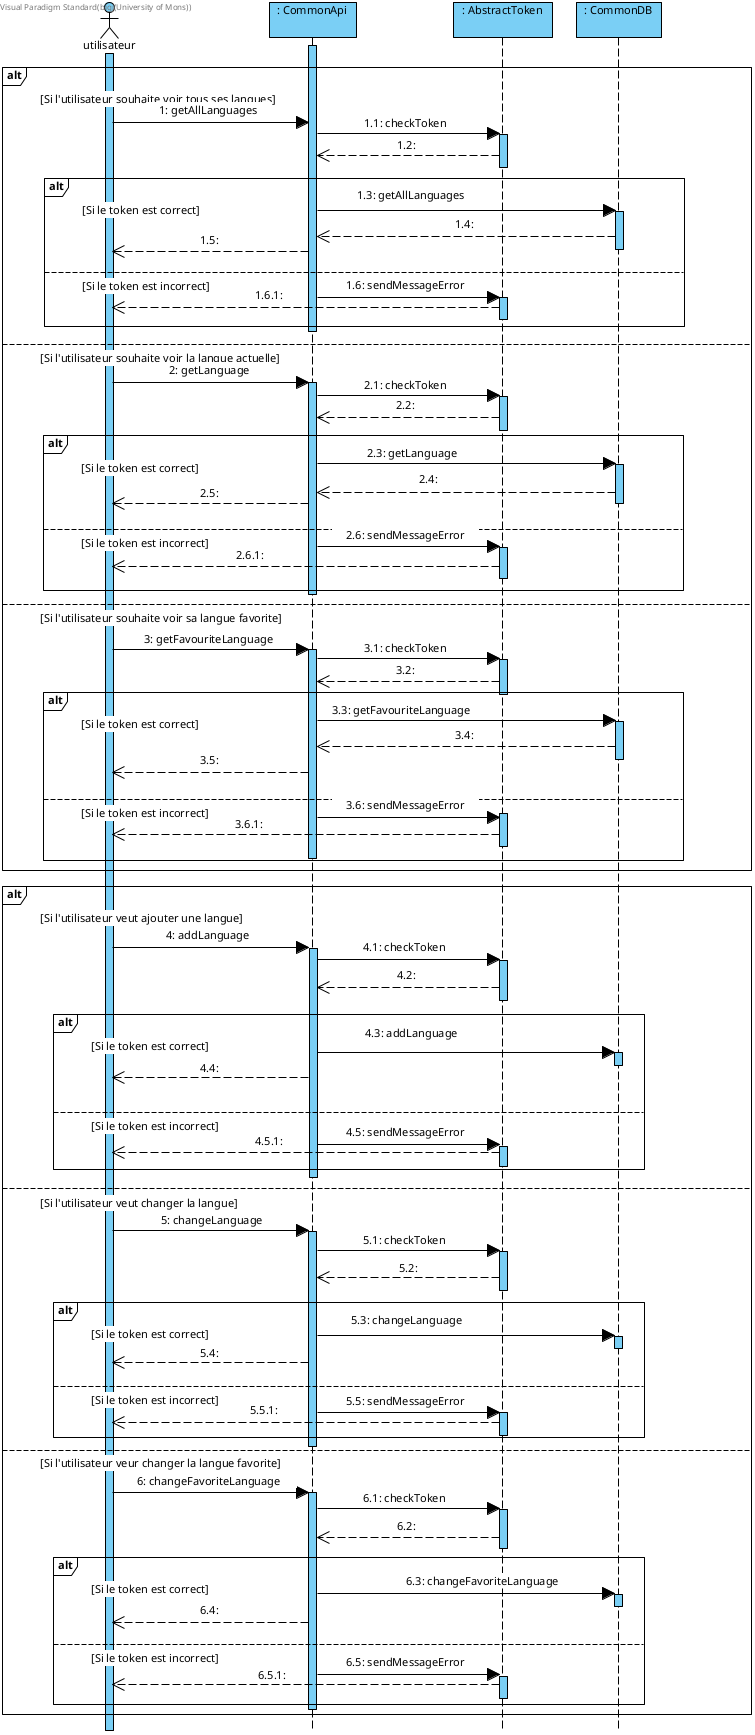 Visual Paradigm Standard(University of Mons))
utilisateur
: CommonApi
: AbstractToken
: CommonDB
alt
[Si l'utilisateur souhaite voir tous ses langues]
1: getAllLanguages
1.1: checkToken
1.2:
alt
1.3: getAllLanguages
[Si le token est correct]
1.4:
1.5:
[Si le token est incorrect]
1.6: sendMessageError
1.6.1:
[Si l'utilisateur souhaite voir la langue actuelle]
2: getLanguage
2.1: checkToken
2.2:
alt
2.3: getLanguage
[Si le token est correct]
2.4:
2.5:
2.6: sendMessageError
[Si le token est incorrect]
2.6.1:
[Si l'utilisateur souhaite voir sa langue favorite]
3: getFavouriteLanguage
3.1: checkToken
3.2:
alt
3.3: getFavouriteLanguage
[Si le token est correct]
3.4:
3.5:
3.6: sendMessageError
[Si le token est incorrect]
3.6.1:
alt
[Si l'utilisateur veut ajouter une langue]
4: addLanguage
4.1: checkToken
4.2:
alt
4.3: addLanguage
[Si le token est correct]
4.4:
[Si le token est incorrect]
4.5: sendMessageError
4.5.1:
[Si l'utilisateur veut changer la langue]
5: changeLanguage
5.1: checkToken
5.2:
alt
5.3: changeLanguage
[Si le token est correct]
5.4:
[Si le token est incorrect]
5.5: sendMessageError
5.5.1:
[Si l'utilisateur veur changer la langue favorite]
6: changeFavoriteLanguage
6.1: checkToken
6.2:
alt
6.3: changeFavoriteLanguage
[Si le token est correct]
6.4:
[Si le token est incorrect]
6.5: sendMessageError
6.5.1: